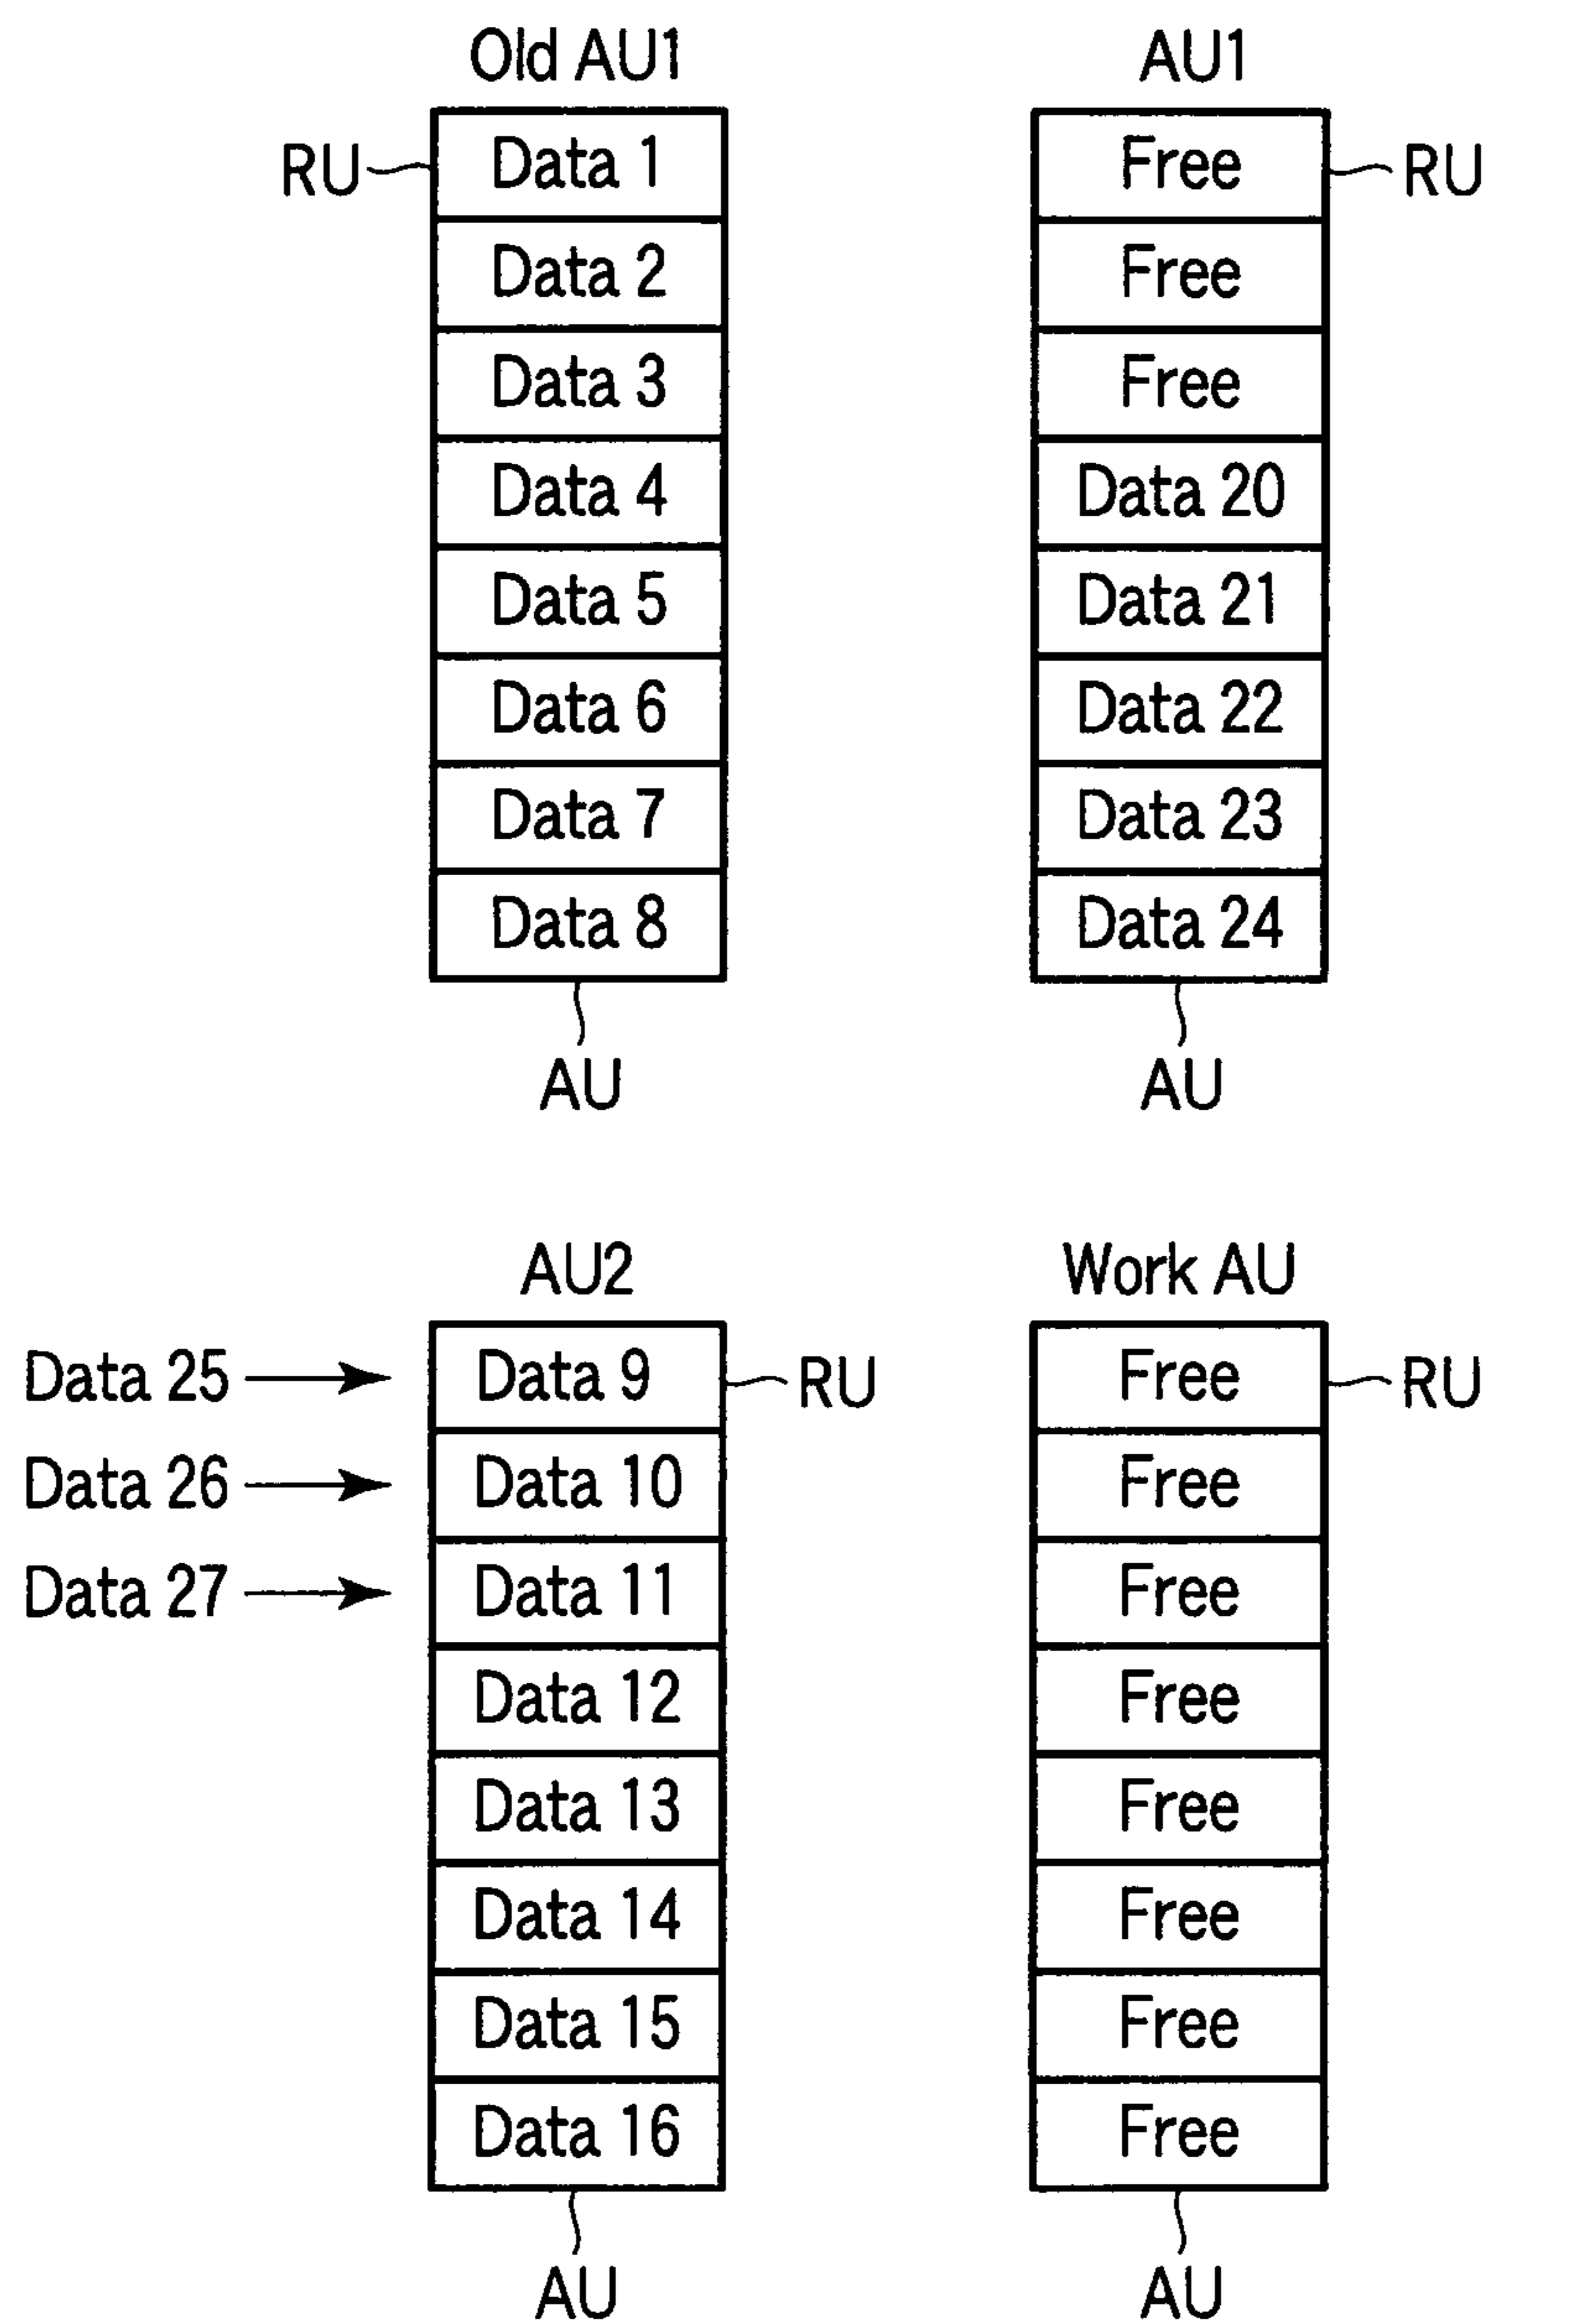 Old AU1
RU
Data 1
Data 2
Data 3
Data 4
Data 5
Data 6
Data 7
Data 8
AU
AU1
Free
RU
Free
Free
Data 20
Data 21
Data 22
Data 23
Data 24
AU
AU2
Data 25
Data 9
RU
Data 26
Data 10
Data 27
Data 11
Data 12
Data 13
Data 14
Data 15
Data 16
AU
Work AU
Free
RU
Free
Free
Free
Free
Free
Free
Free
AU